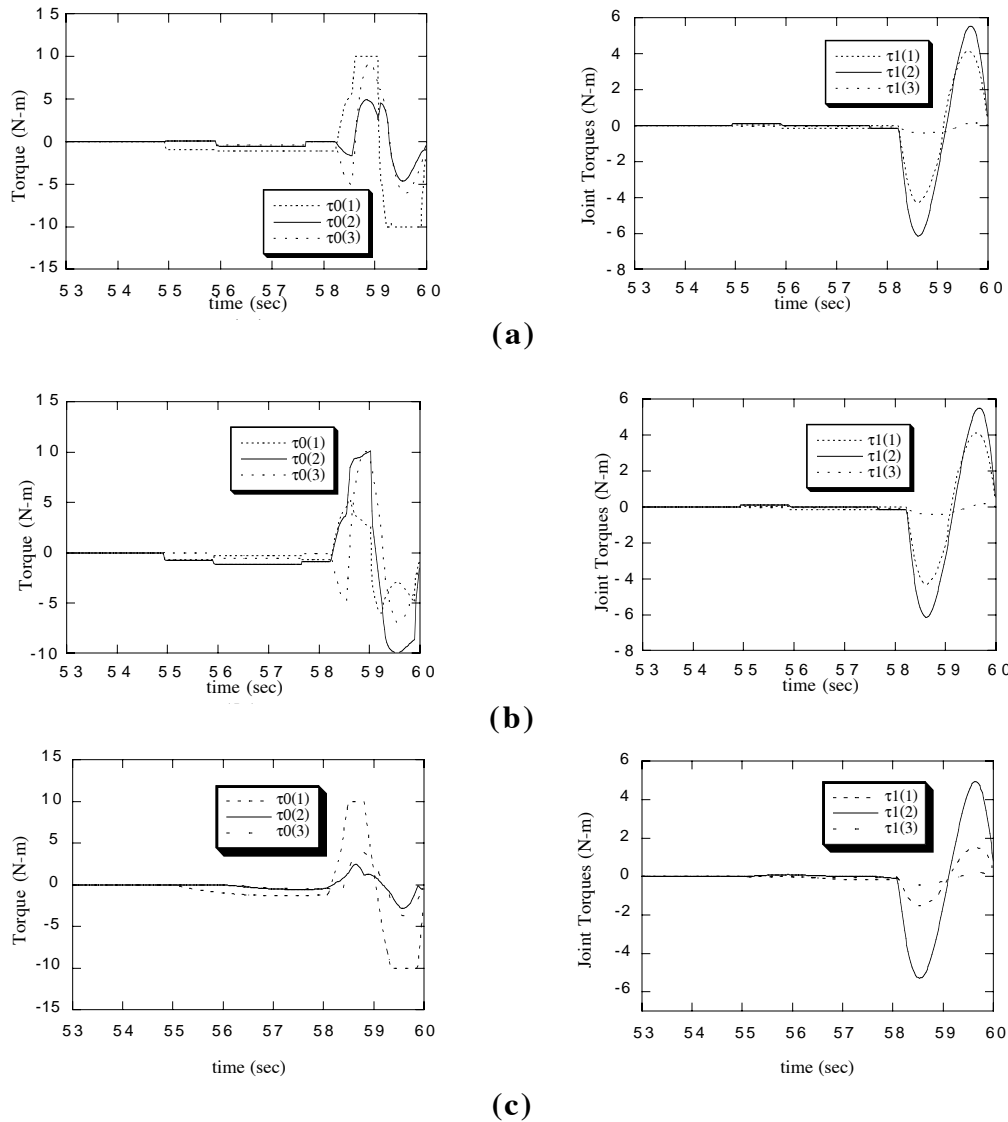 15
10
5
0
-5
-10
-15
Torque (N-m)
τ0(1)
τ0(2)
τ0(3)
53 54 55 56 57 58 59 60
time (sec)
6
4
2
0
-2
-4
-6
-8
Joint Torques (N-m)
τ1(1)
τ1(2)
τ1(3)
53 54 55 56 57 58 59 60
time (sec)
(a)
15
10
5
0
-5
-10
Torque (N-m)
τ0(1)
τ0(2)
τ0(3)
53 54 55 56 57 58 59 60
time (sec)
6
4
2
0
-2
-4
-6
-8
Joint Torques (N-m)
τ1(1)
τ1(2)
τ1(3)
53 54 55 56 57 58 59 60
time (sec)
(b)
15
10
5
0
-5
-10
-15
Torque (N-m)
τ0(1)
τ0(2)
τ0(3)
53 54 55 56 57 58 59 60
time (sec)
6
4
2
0
-2
-4
-6
Joint Torques (N-m)
τ1(1)
τ1(2)
τ1(3)
53 54 55 56 57 58 59 60
time (sec)
(c)